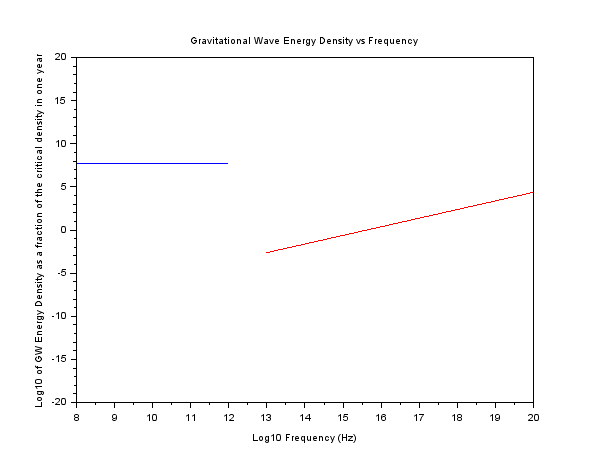 Gravitational Wave Energy Density vs Frequency
Log10 of GW Energy Density as a fraction of the critical density in one year
20
15
10
5
0
-5
-10
-15
-20
8 9 10 11 12 13 14 15 16 17 18 19 20
Log10 Frequency (Hz)